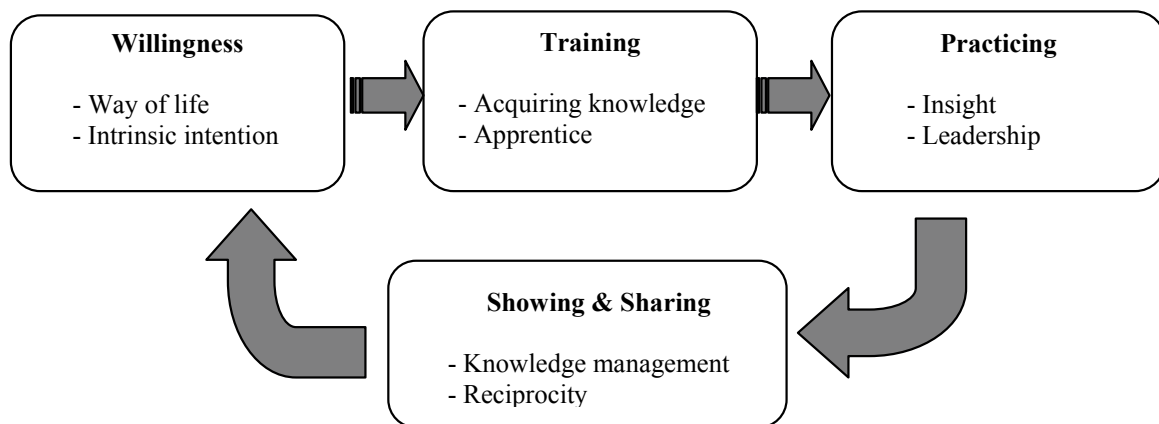 Willingness
- Way of life
- Intrinsic intention
Training
- Acquiring knowledge
- Apprentice
Practicing
- Insight
- Leadership
Showing & Sharing
- Knowledge management
- Reciprocity